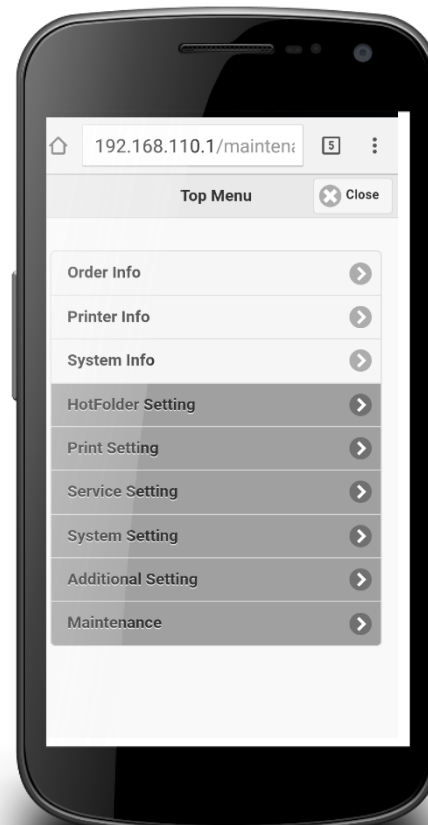 192.168.110.1/maintena
5
Top Menu
Close
Order Info
Printer Info
System Info
HotFolder Setting
Print Setting
Service Setting
System Setting
Additional Setting
Maintenance